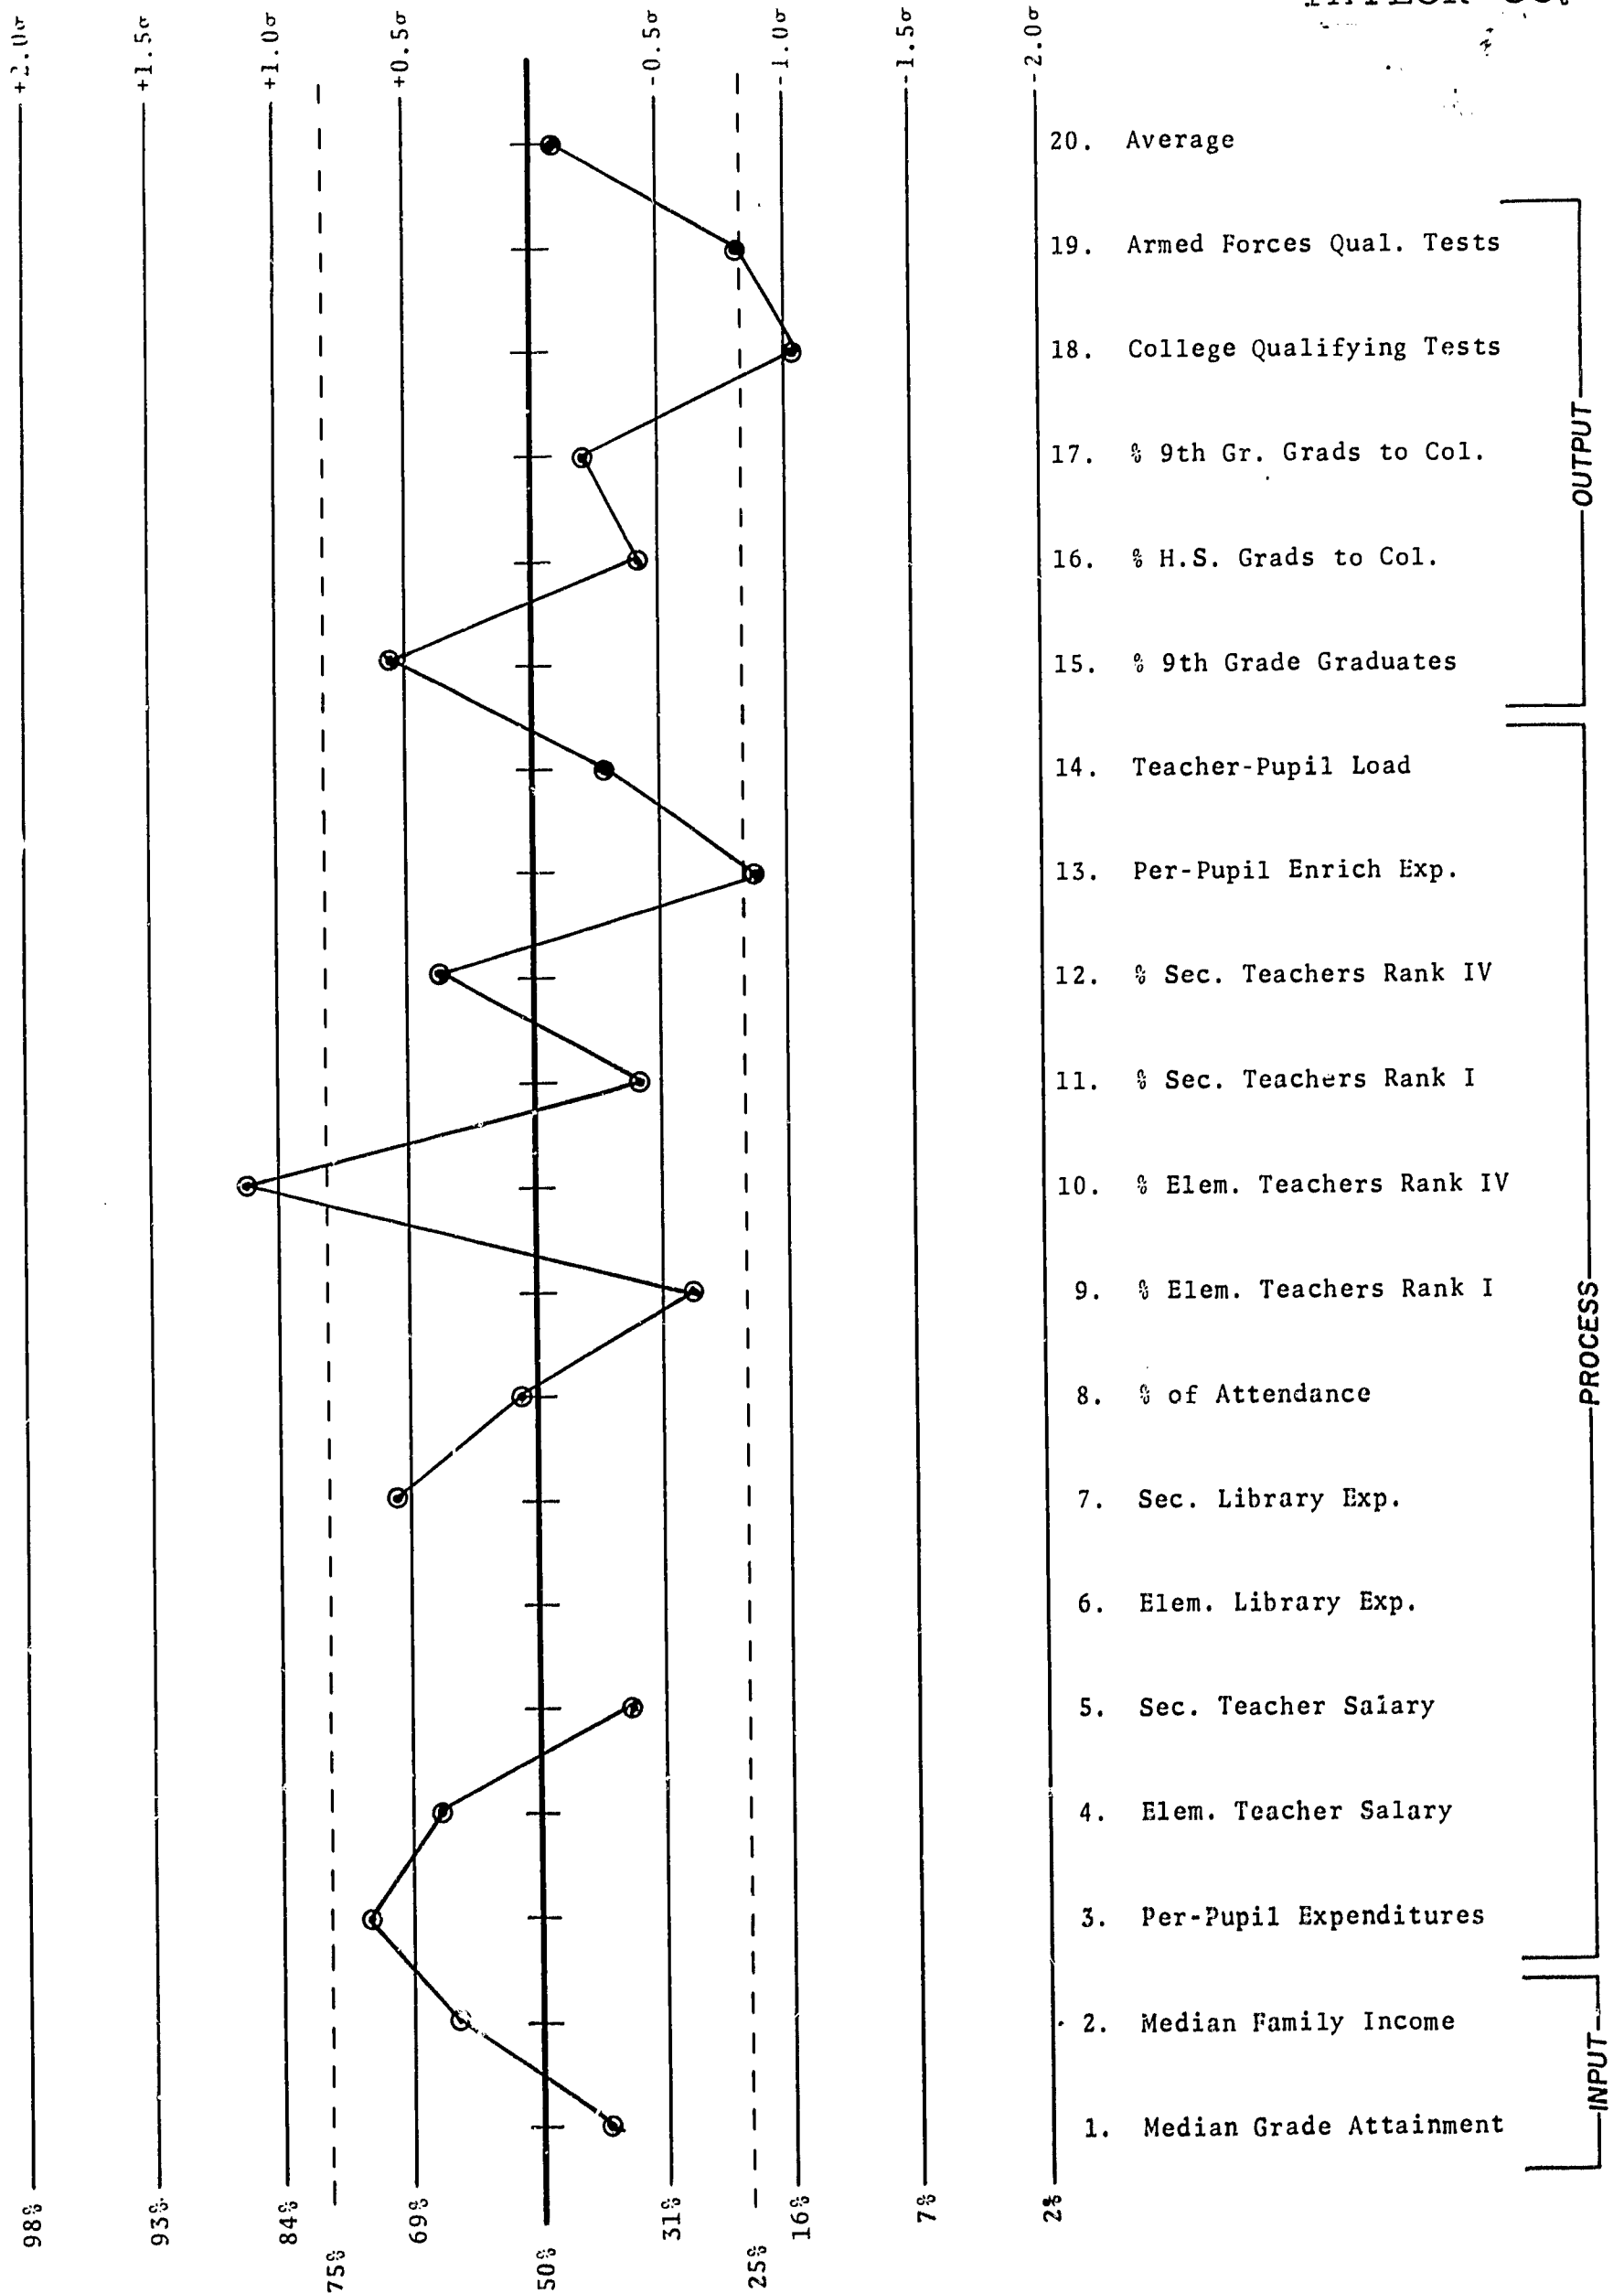 +2.0σ
+1.5σ
+1.0σ
+0.5σ
-0.5σ
-1.0σ
-1.5σ
-2.0σ
20. Average
19. Armed Forces Qual. Tests
18. College Qualifying Tests
17. % 9th Gr. Grads to Col.
16. % H.S. Grads to Col.
15. % 9th Grade Graduates
OUTPUT
14. Teacher-Pupil Load
13. Per-Pupil Enrich Exp.
12. % Sec. Teachers Rank IV
11. % Sec. Teachers Rank I
10. % Elem. Teachers Rank IV
9. % Elem. Teachers Rank I
8. % of Attendance
7. Sec. Library Exp.
6. Elem. Library Exp.
5. Sec. Teacher Salary
4. Elem. Teacher Salary
3. Per-Pupil Expenditures
PROCESS
2. Median Family Income
1. Median Grade Attainment
INPUT
98%
93%
84%
75%
69%
50%
31%
25%
16%
7%
2%